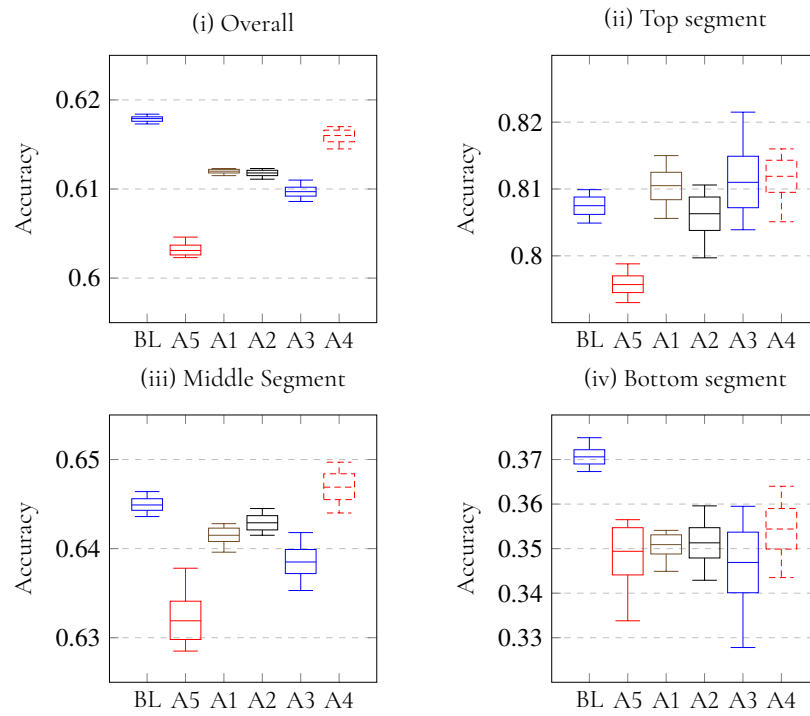 (i) Overall
Accuracy
0.62
0.61
0.6
BL A5 A1 A2 A3 A4
(ii) Top segment
Accuracy
0.82
0.81
0.8
BL A5 A1 A2 A3 A4
(iii) Middle Segment
Accuracy
0.65
0.64
0.63
BL A5 A1 A2 A3 A4
(iv) Bottom segment
Accuracy
0.37
0.36
0.35
0.34
0.33
BL A5 A1 A2 A3 A4